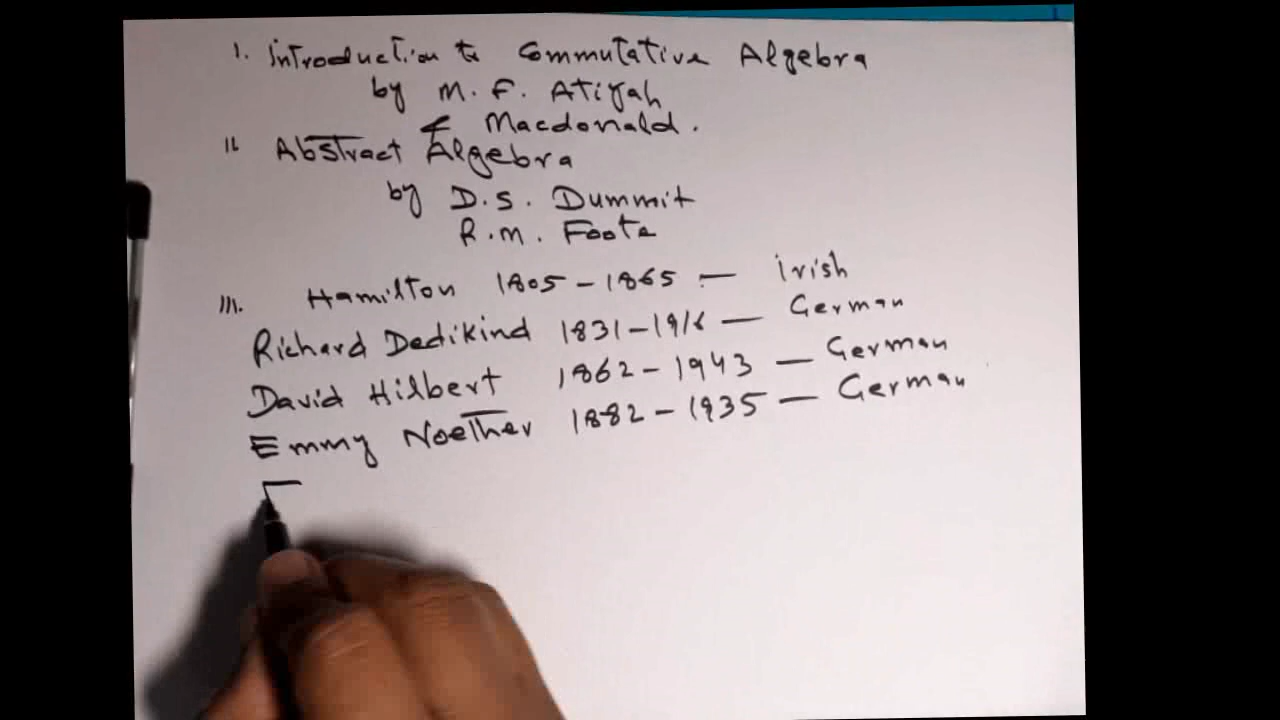 I. Introduction to Commutative Algebra
by M. F. Atiyah
& Macdonald.
II Abstract Algebra
by D.S. Dummit
R.M. Foote
III. Hamilton 1805-1865 — Irish
Richard Dedikind 1831-1916 — German
David Hilbert 1862-1943 — German
Emmy Noether 1882-1935 — German